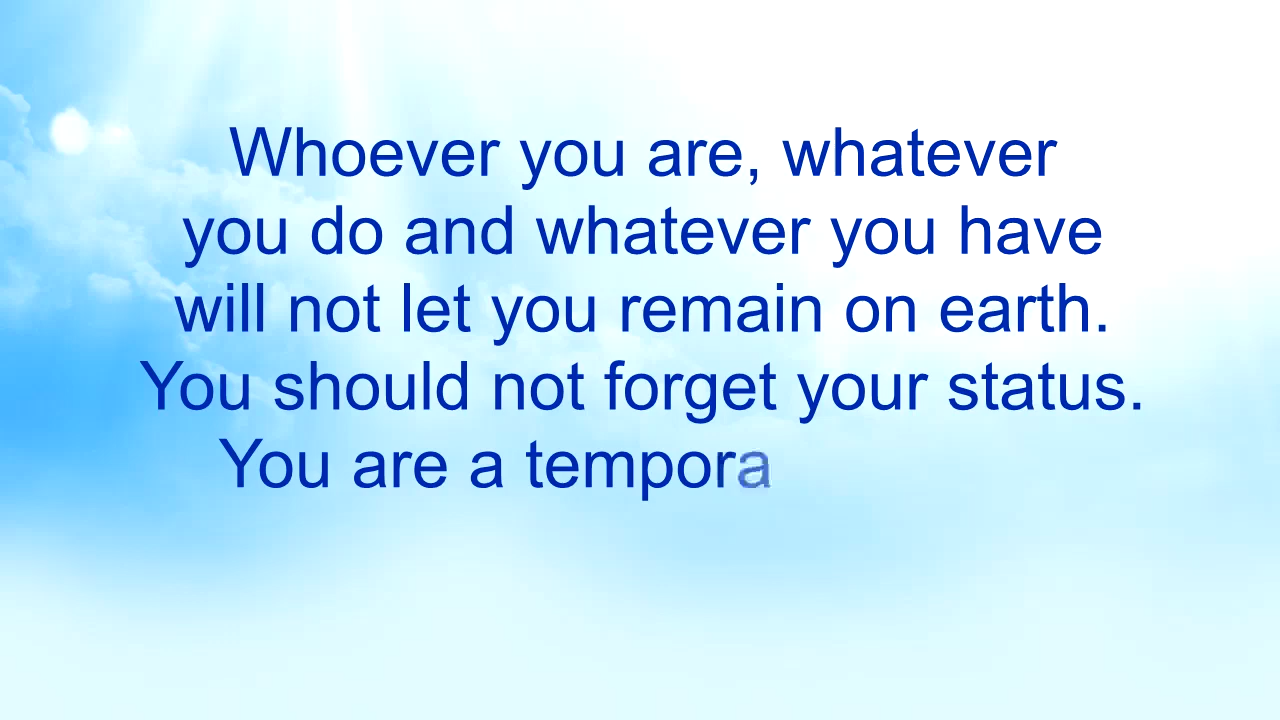 Whoever you are, whatever
you do and whatever you have
will not let you remain on earth.
You should not forget your status.
You are a tempora